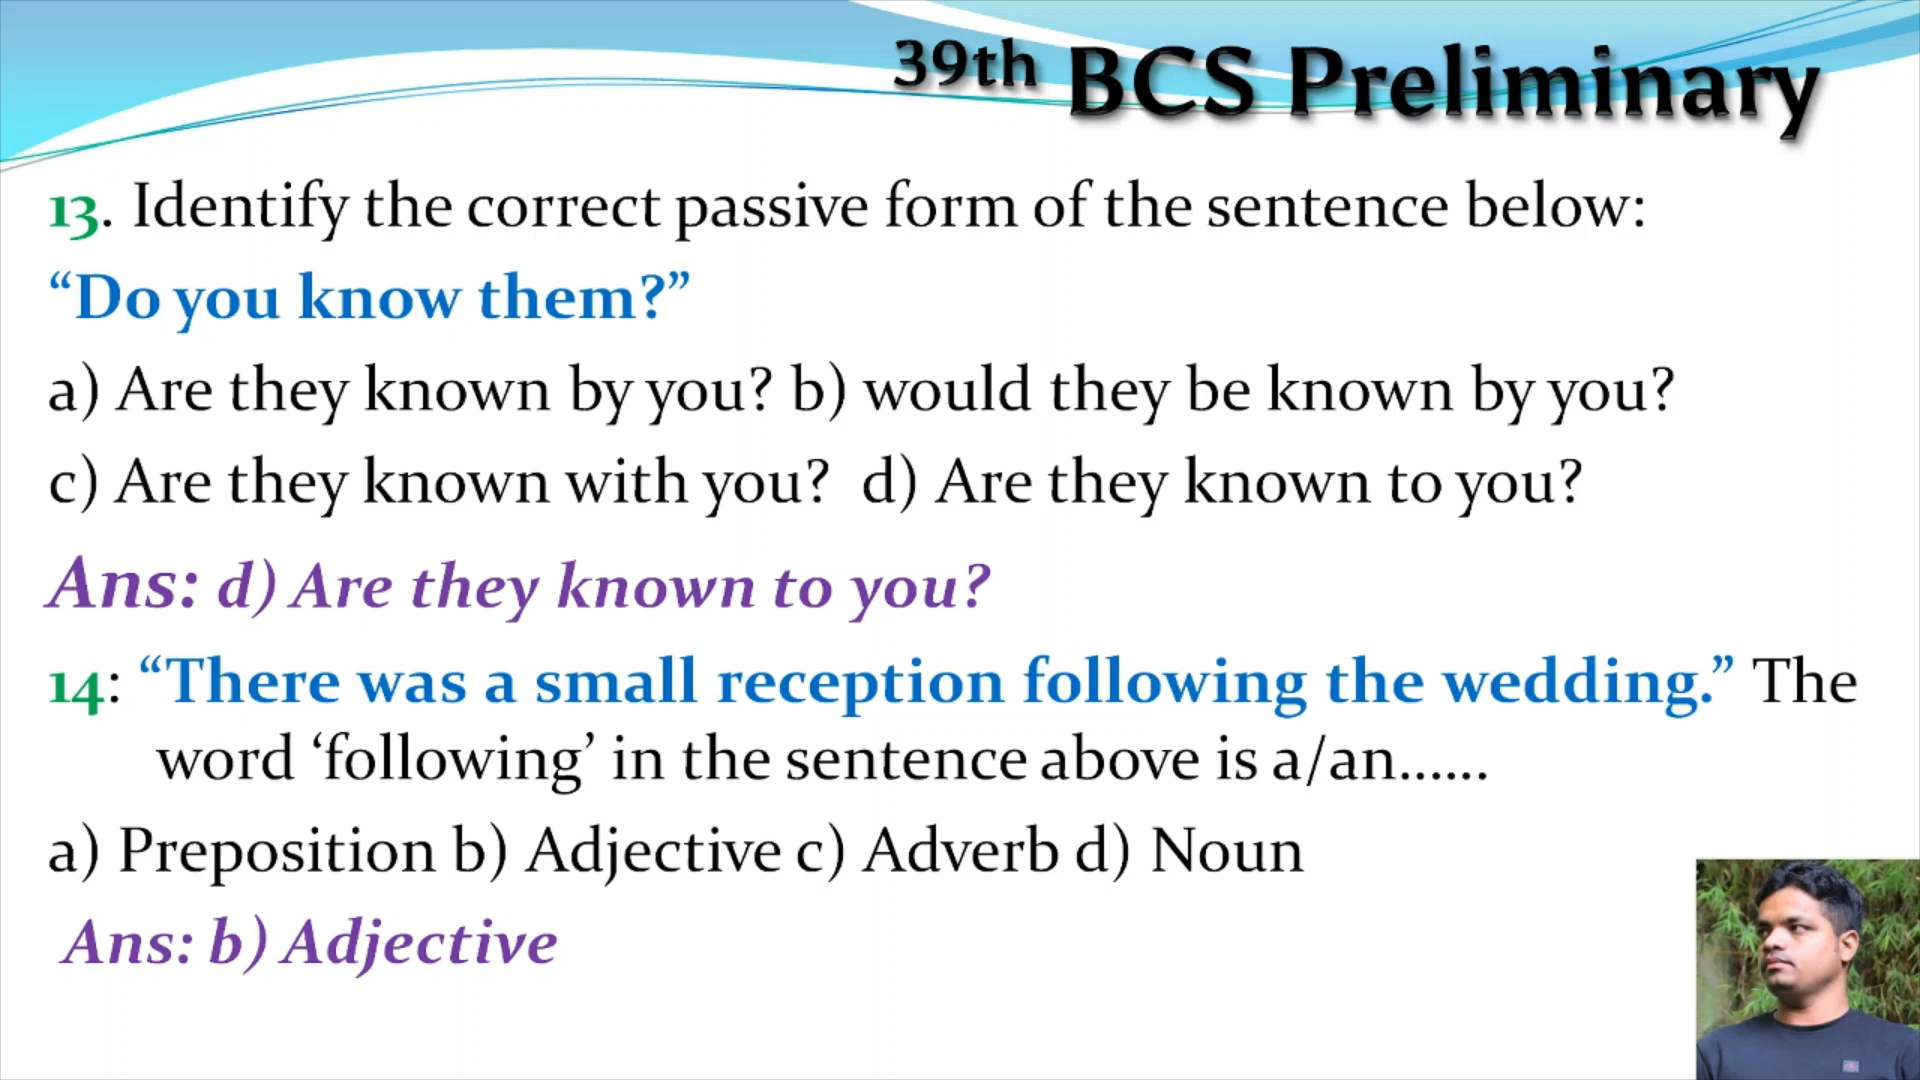 39th BCS Preliminary
13. Identify the correct passive form of the sentence below:
“Do you know them?”
a) Are they known by you? b) would they be known by you?
c) Are they known with you? d) Are they known to you?
Ans: d) Are they known to you?
14: “There was a small reception following the wedding.” The
word ‘following’ in the sentence above is a/an......
a) Preposition b) Adjective c) Adverb d) Noun
Ans: b) Adjective